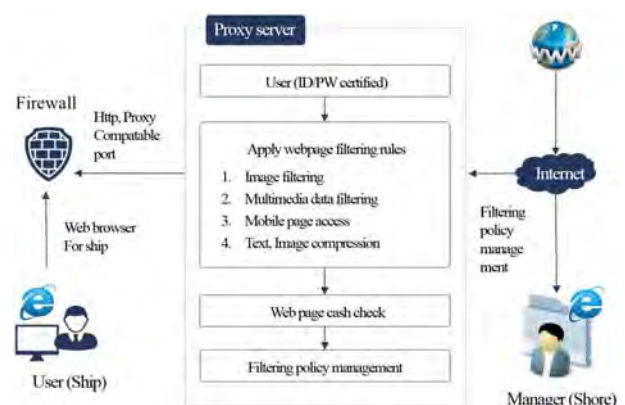 Proxy server
User (ID/PW certified)
Firewall
Http, Proxy
Compatable
port
Apply webpage filtering rules
1. Image filtering
2. Multimedia data filtering
3. Mobile page access
4. Text, Image compression
www
Internet
Filtering
policy
manage
ment
Web browser
For ship
Web page cash check
Filtering policy management
User (Ship)
Manager (Shore)